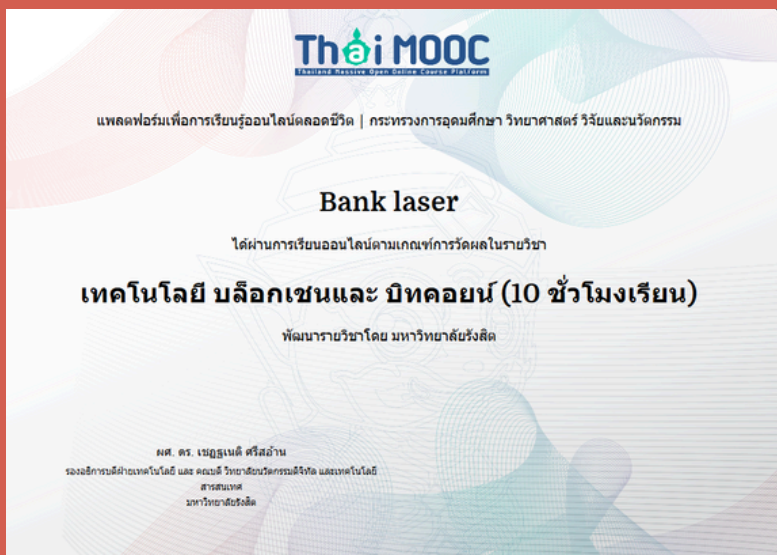 Thai MOOC
Thailand Massive Open Online Course Platform
แพลตฟอร์มเพื่อการเรียนรู้ออนไลน์ตลอดชีวิต | กระทรวงการอุดมศึกษา วิทยาศาสตร์ วิจัยและนวัตกรรม
Bank laser
ได้ผ่านการเรียนออนไลน์ตามเกณฑ์การวัดผลในรายวิชา
เทคโนโลยี บล็อกเชนและ บิทคอยน์ (10 ชั่วโมงเรียน)
พัฒนารายวิชาโดย มหาวิทยาลัยรังสิต
ผศ. ดร. เชฏฐเนติ ศรีสอ้าน
รองอธิการบดีฝ่ายเทคโนโลยี และ คณบดี วิทยาลัยนวัตกรรมดิจิทัล และเทคโนโลยี
สารสนเทศ
มหาวิทยาลัยรังสิต